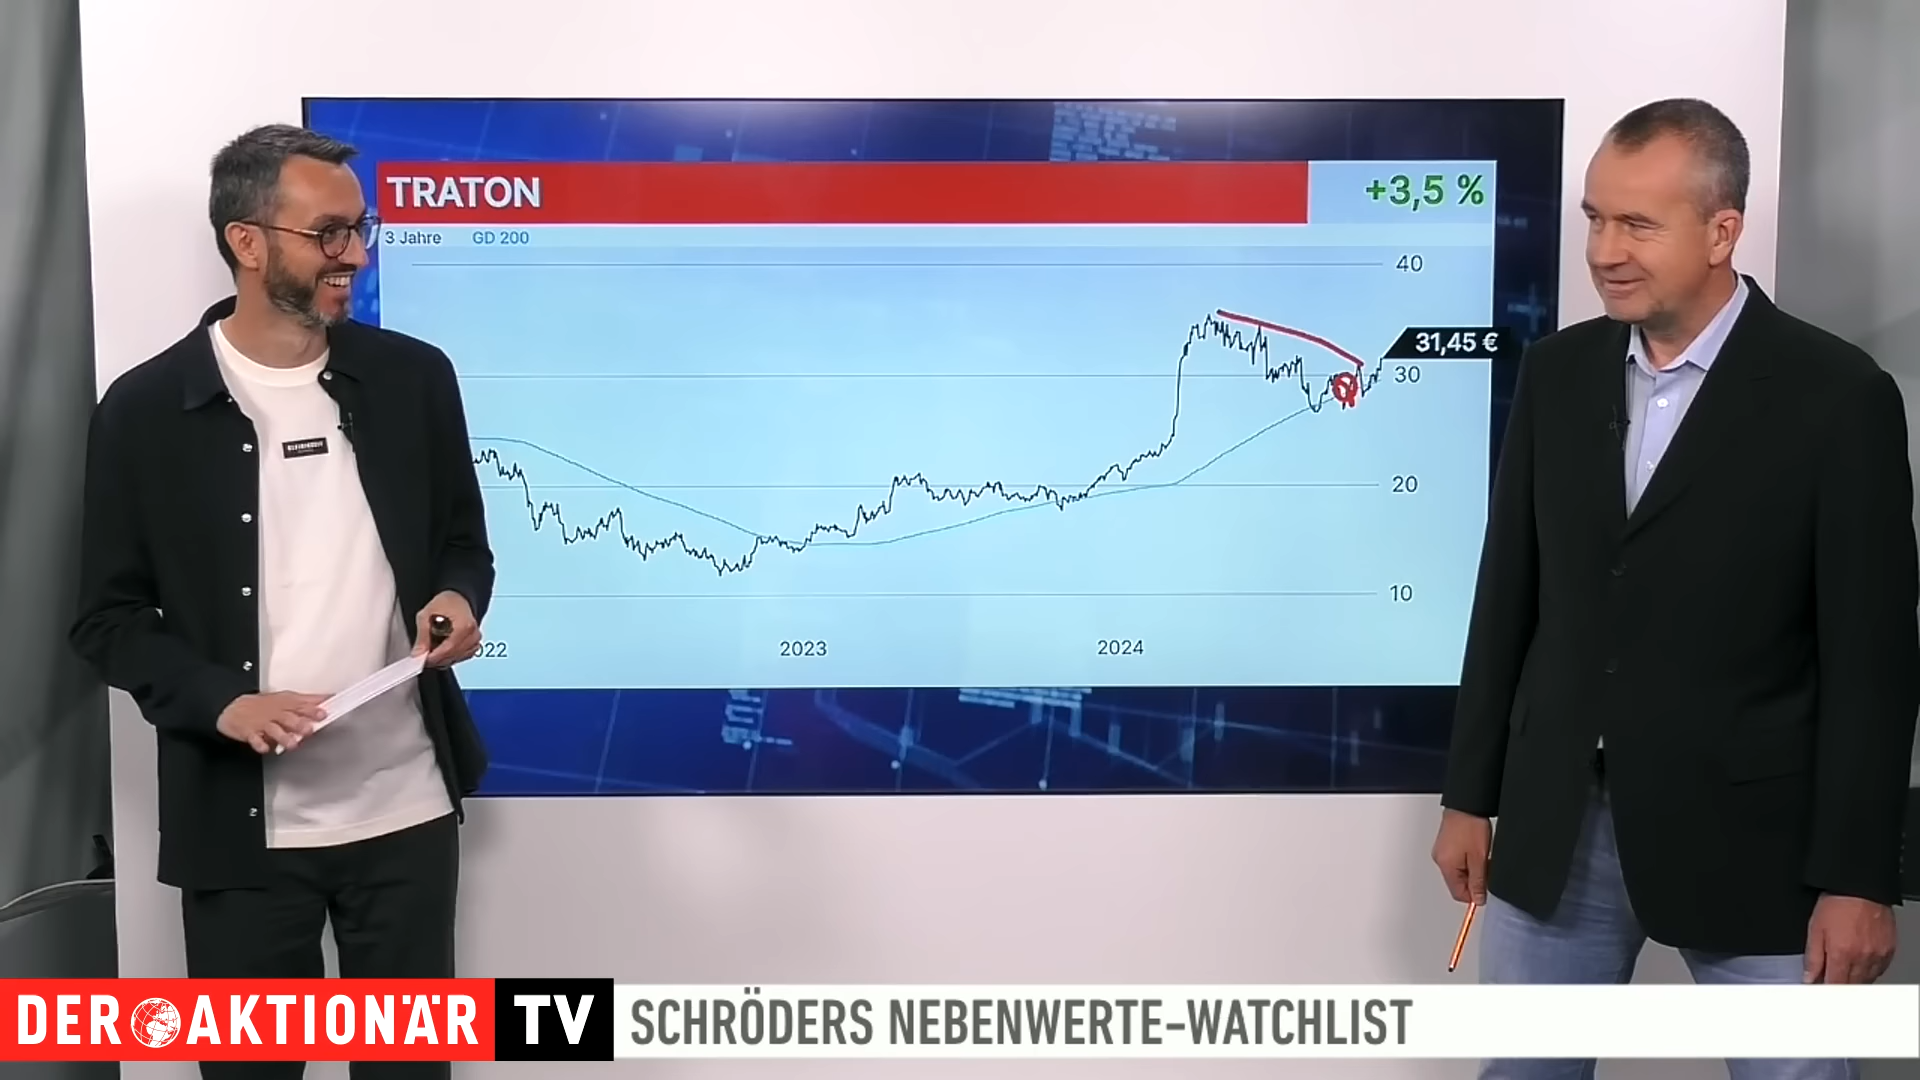 TRATON
+3,5 %
3 Jahre GD 200
40
31,45 €
30
20
10
022 2023 2024
DER AKTIONÄR TV
SCHRÖDERS NEBENWERTE-WATCHLIST